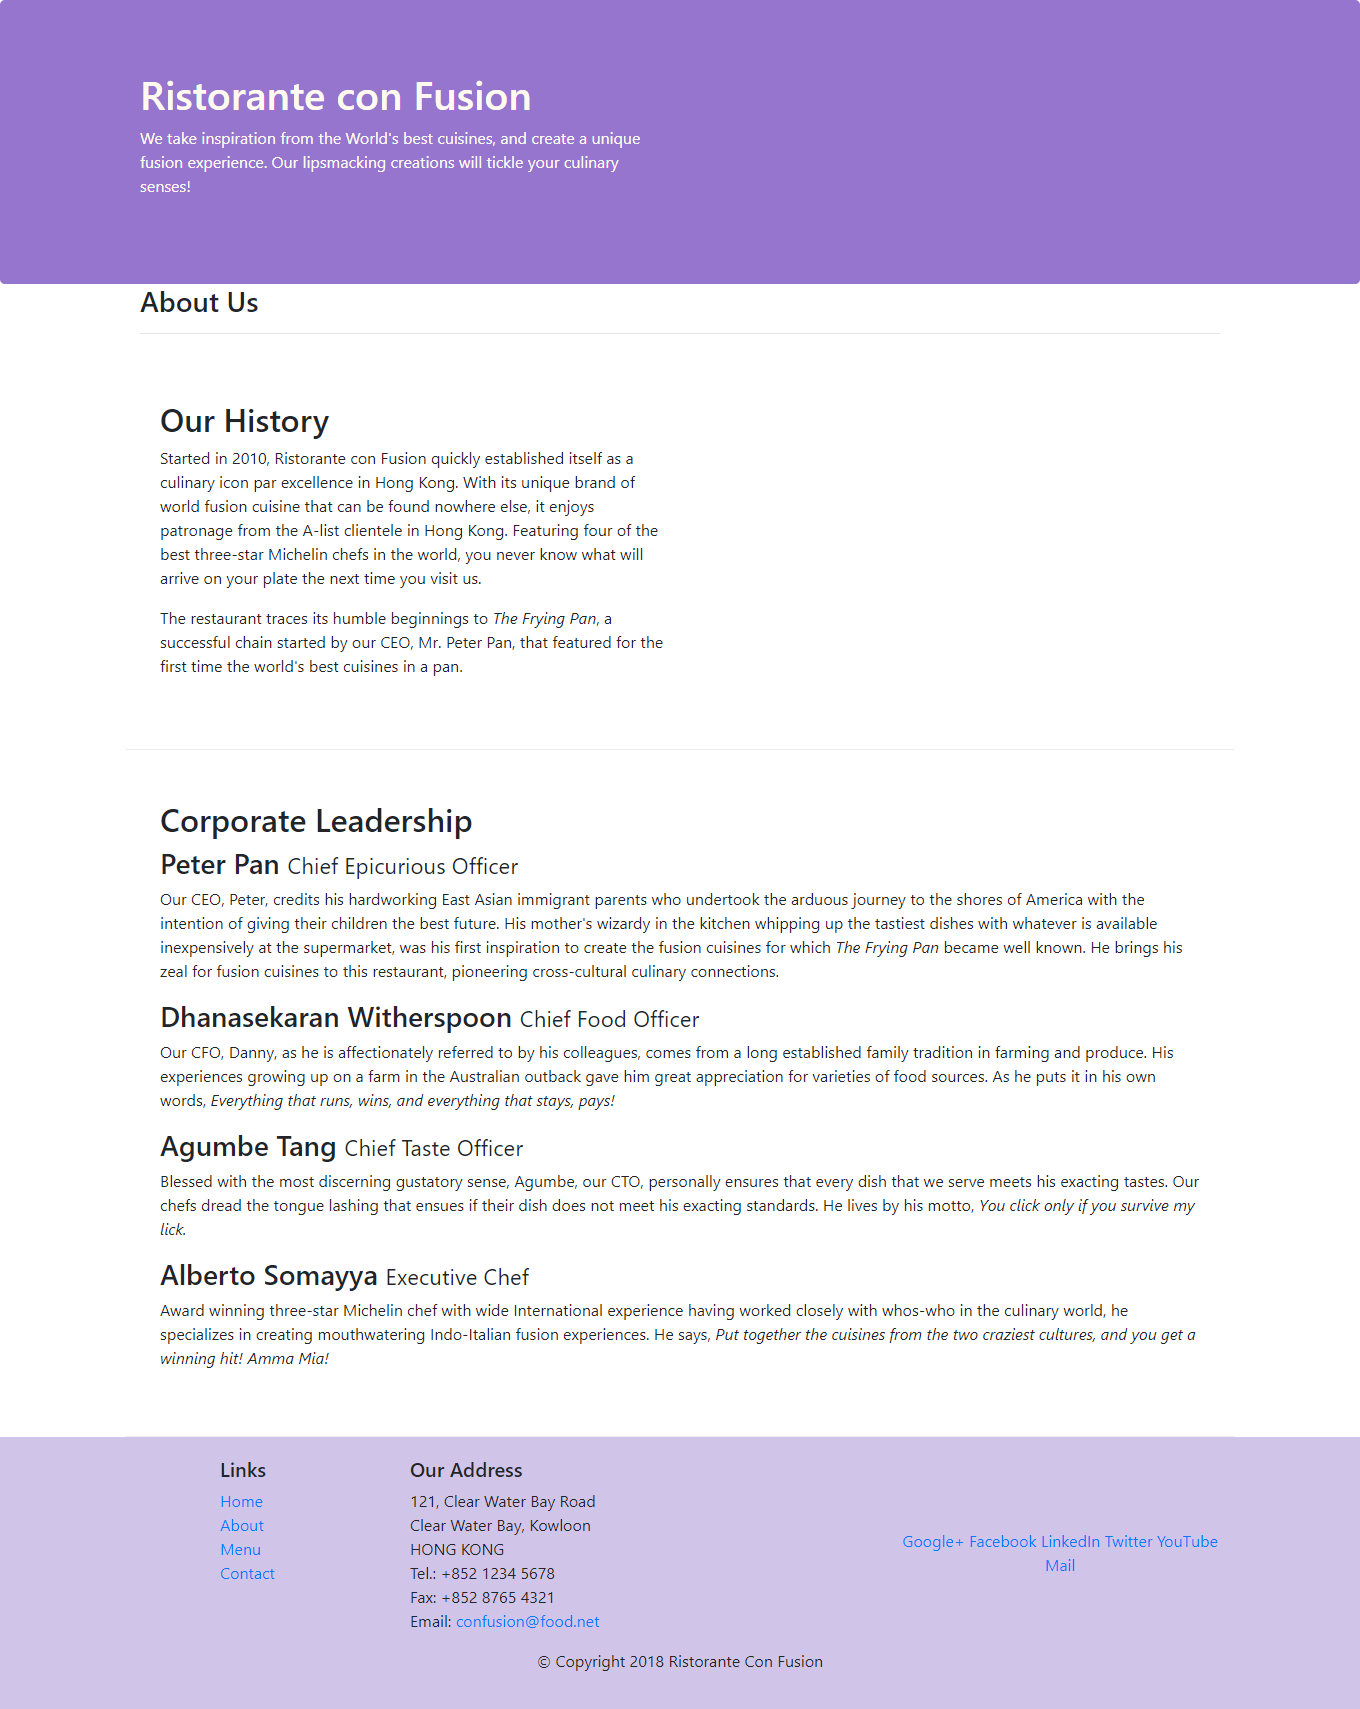 Ristorante con Fusion
We take inspiration from the World's best cuisines, and create a unique
fusion experience. Our lipsmacking creations will tickle your culinary
senses!
About Us
Our History
Started in 2010, Ristorante con Fusion quickly established itself as a
culinary icon par excellence in Hong Kong. With its unique brand of
world fusion cuisine that can be found nowhere else, it enjoys
patronage from the A-list clientele in Hong Kong. Featuring four of the
best three-star Michelin chefs in the world, you never know what will
arrive on your plate the next time you visit us.
The restaurant traces its humble beginnings to The Frying Pan, a
successful chain started by our CEO, Mr. Peter Pan, that featured for the
first time the world's best cuisines in a pan.
Corporate Leadership
Peter Pan Chief Epicurious Officer
Our CEO, Peter, credits his hardworking East Asian immigrant parents who undertook the arduous journey to the shores of America with the
intention of giving their children the best future. His mother's wizardy in the kitchen whipping up the tastiest dishes with whatever is available
inexpensively at the supermarket, was his first inspiration to create the fusion cuisines for which The Frying Pan became well known. He brings his
zeal for fusion cuisines to this restaurant, pioneering cross-cultural culinary connections.
Dhanasekaran Witherspoon Chief Food Officer
Our CFO, Danny, as he is affectionately referred to by his colleagues, comes from a long established family tradition in farming and produce. His
experiences growing up on a farm in the Australian outback gave him great appreciation for varieties of food sources. As he puts it in his own
words, Everything that runs, wins, and everything that stays, pays!
Agumbe Tang Chief Taste Officer
Blessed with the most discerning gustatory sense, Agumbe, our CTO, personally ensures that every dish that we serve meets his exacting tastes. Our
chefs dread the tongue lashing that ensues if their dish does not meet his exacting standards. He lives by his motto, You click only if you survive my
lick.
Alberto Somayya Executive Chef
Award winning three-star Michelin chef with wide International experience having worked closely with whos-who in the culinary world, he
specializes in creating mouthwatering Indo-Italian fusion experiences. He says, Put together the cuisines from the two craziest cultures, and you get a
winning hit! Amma Mia!
Links
Home
About
Menu
Contact
Our Address
121, Clear Water Bay Road
Clear Water Bay, Kowloon
HONG KONG
Tel.: +852 1234 5678
Fax: +852 8765 4321
Email: confusion@food.net
Google+ Facebook LinkedIn Twitter YouTube
Mail
© Copyright 2018 Ristorante Con Fusion